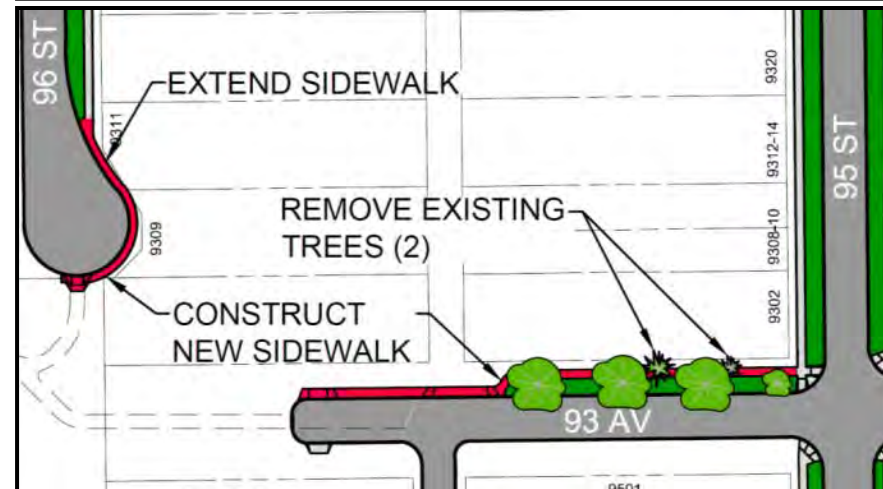 96 ST
EXTEND SIDEWALK
9311
9320
9312-14
95 ST
REMOVE EXISTING
TREES (2)
9309
9308-10
9302
CONSTRUCT
NEW SIDEWALK
93 AV